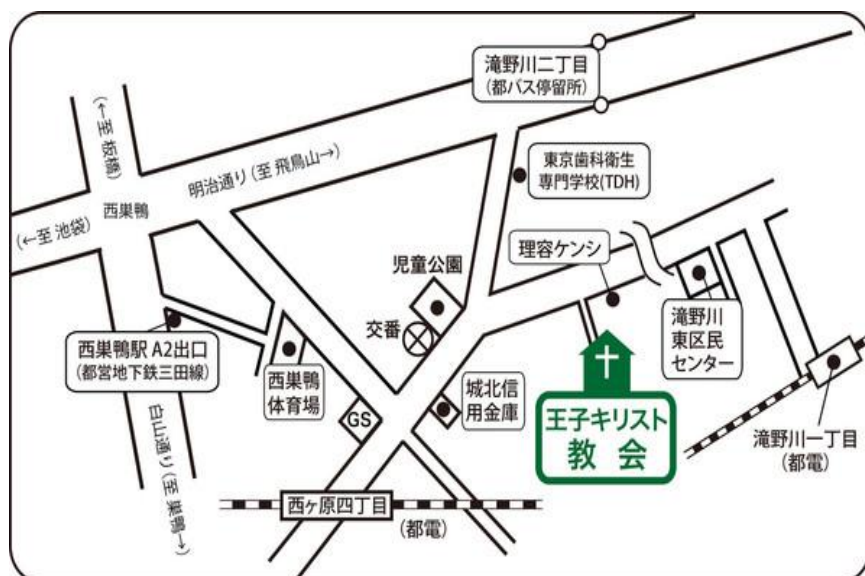 滝野川二丁目
(都バス停留所)
(←至 板橋)
明治通り (至 飛鳥山→)
東京歯科衛生
専門学校(TDH)
西巣鴨
(←至 池袋)
理容ケンシ
児童公園
交番
滝野川
東区民
センター
西巣鴨駅 A2出口
(都営地下鉄三田線)
西巣鴨
体育場
城北信
用金庫
GS
王子キリスト
教会
滝野川一丁目
(都電)
白山通り (至 巣鴨→)
西ヶ原四丁目
(都電)